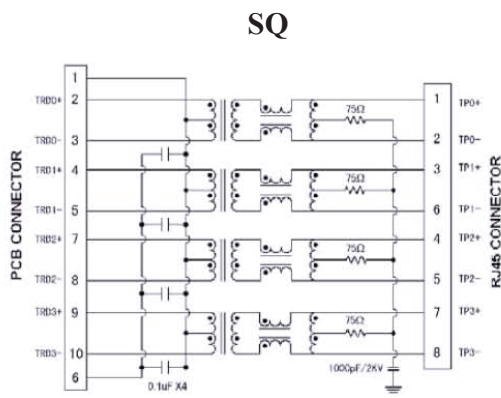 SQ
PCB CONNECTOR
RJ45 CONNECTOR
1
TRD0+ 2
TRD0- 3
TRD1+ 4
TRD1- 5
TRD2+ 7
TRD2- 8
TRD3+ 9
TRD3- 10
6
0.1uF X4
75Ω
75Ω
75Ω
75Ω
1000pF/2KV
1 TP0+
2 TP0-
3 TP1+
6 TP1-
4 TP2+
5 TP2-
7 TP3+
8 TP3-